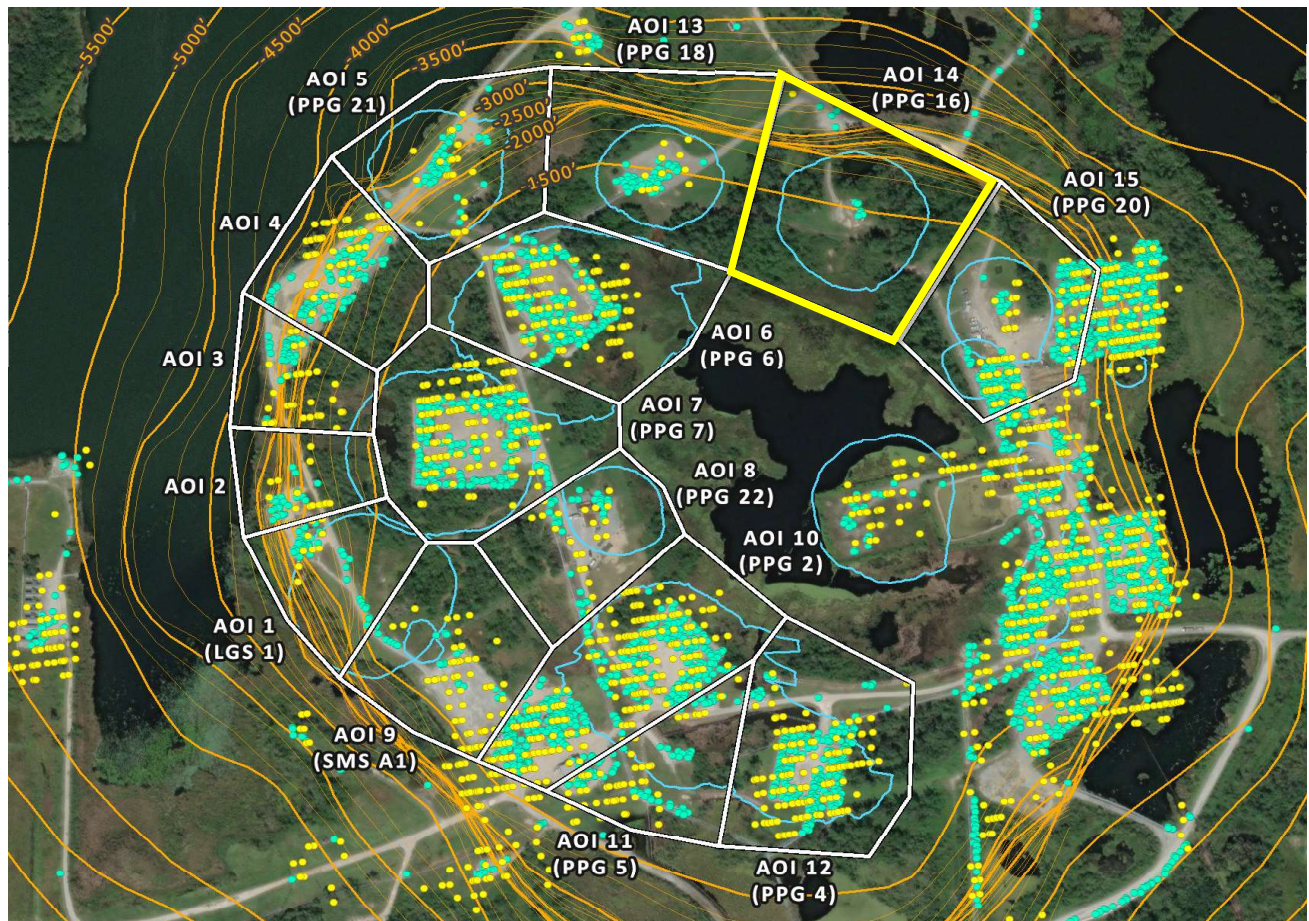 -5500'
-5000'
-4500'
-4000'
-3500'
-3000'
-2500'
-2000'
-1500'
AOI 13
(PPG 18)
AOI 14
(PPG 16)
AOI 5
(PPG 21)
AOI 15
(PPG 20)
AOI 4
AOI 3
AOI 6
(PPG 6)
AOI 7
(PPG 7)
AOI 2
AOI 8
(PPG 22)
AOI 10
(PPG 2)
AOI 1
(LGS 1)
AOI 9
(SMS A1)
AOI 11
(PPG 5)
AOI 12
(PPG 4)